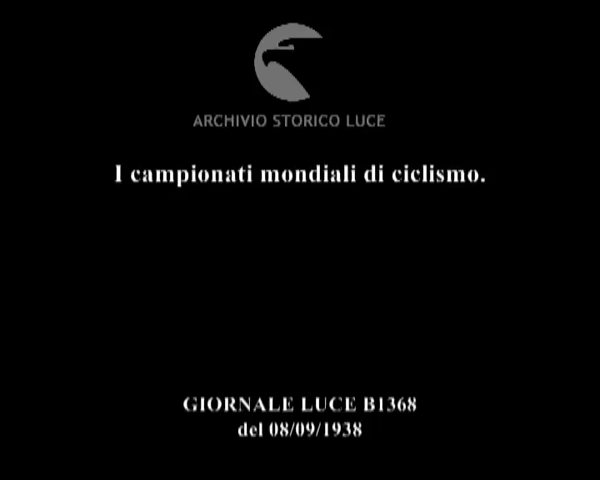 ARCHIVIO STORICO LUCE
I campionati mondiali di ciclismo.
GIORNALE LUCE B1368
del 08/09/1938